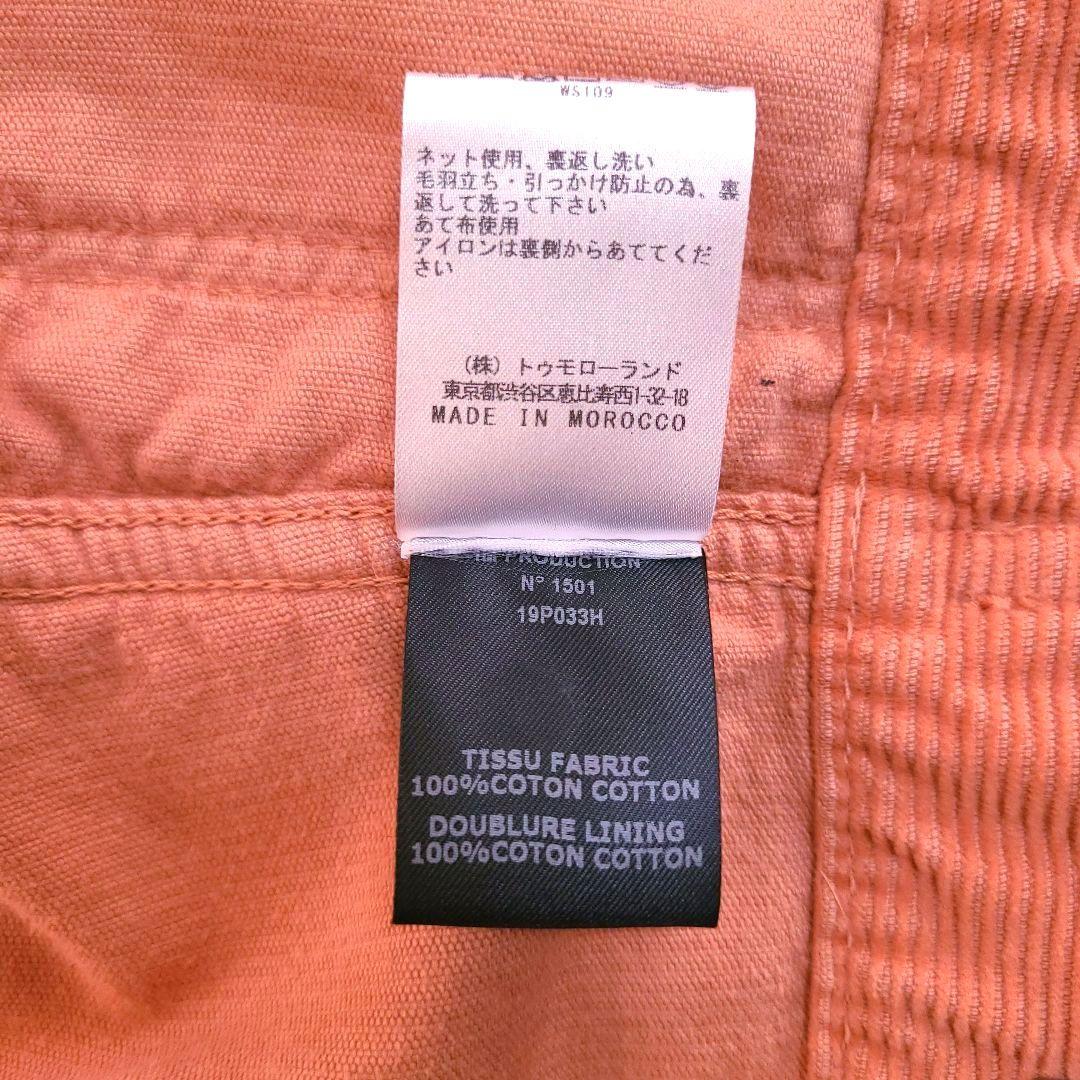 WS109
ネット使用、裏返し洗い
毛羽立ち・引っかけ防止の為、裏
返して洗って下さい
あて布使用
アイロンは裏側からあててくだ
さい
(株) トゥモローランド
東京都渋谷区恵比寿西1-32-18
MADE IN MOROCCO
PRODUCTION
N° 1501
19P033H
TISSU FABRIC
100%COTON COTTON
DOUBLURE LINING
100%COTON COTTON